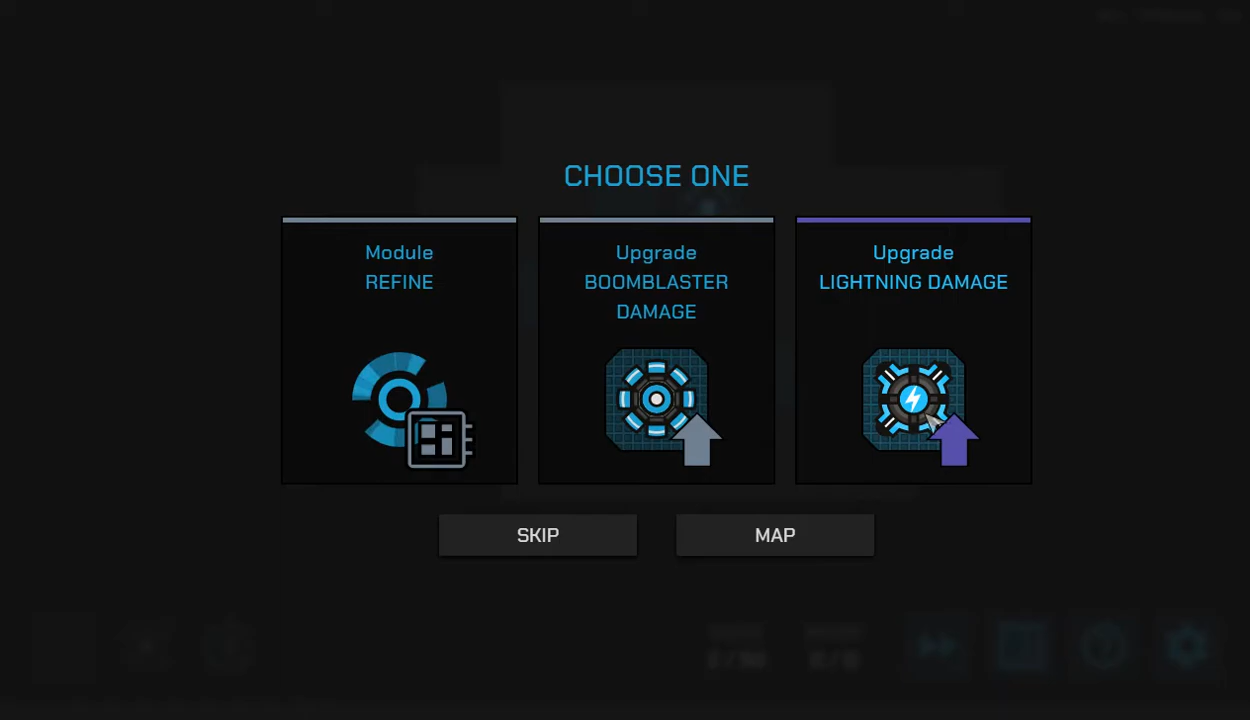 CHOOSE ONE
Module
REFINE
Upgrade
BOOMBLASTER
DAMAGE
Upgrade
LIGHTNING DAMAGE
SKIP
MAP